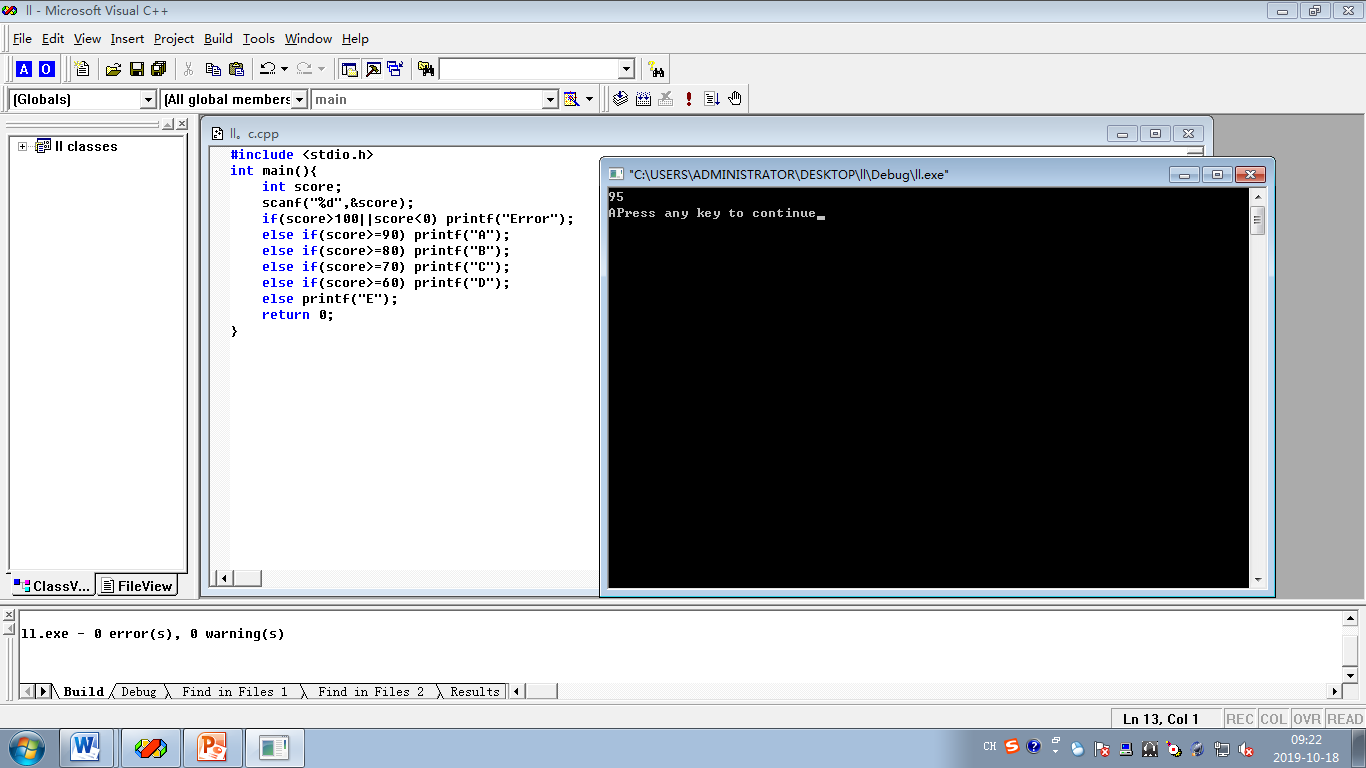 ll - Microsoft Visual C++
File Edit View Insert Project Build Tools Window Help
A O
(Globals) (All global members main
ll classes
ll。c.cpp
#include <stdio.h>
int main(){
int score;
scanf("%d",&score);
if(score>100||score<0) printf("Error");
else if(score>=90) printf("A");
else if(score>=80) printf("B");
else if(score>=70) printf("C");
else if(score>=60) printf("D");
else printf("E");
return 0;
}
"C:\USERS\ADMINISTRATOR\DESKTOP\ll\Debug\ll.exe"
95
APress any key to continue
ClassV... FileView
ll.exe - 0 error(s), 0 warning(s)
Build Debug Find in Files 1 Find in Files 2 Results
Ln 13, Col 1 REC COL OVR READ
CH
09:22
2019-10-18